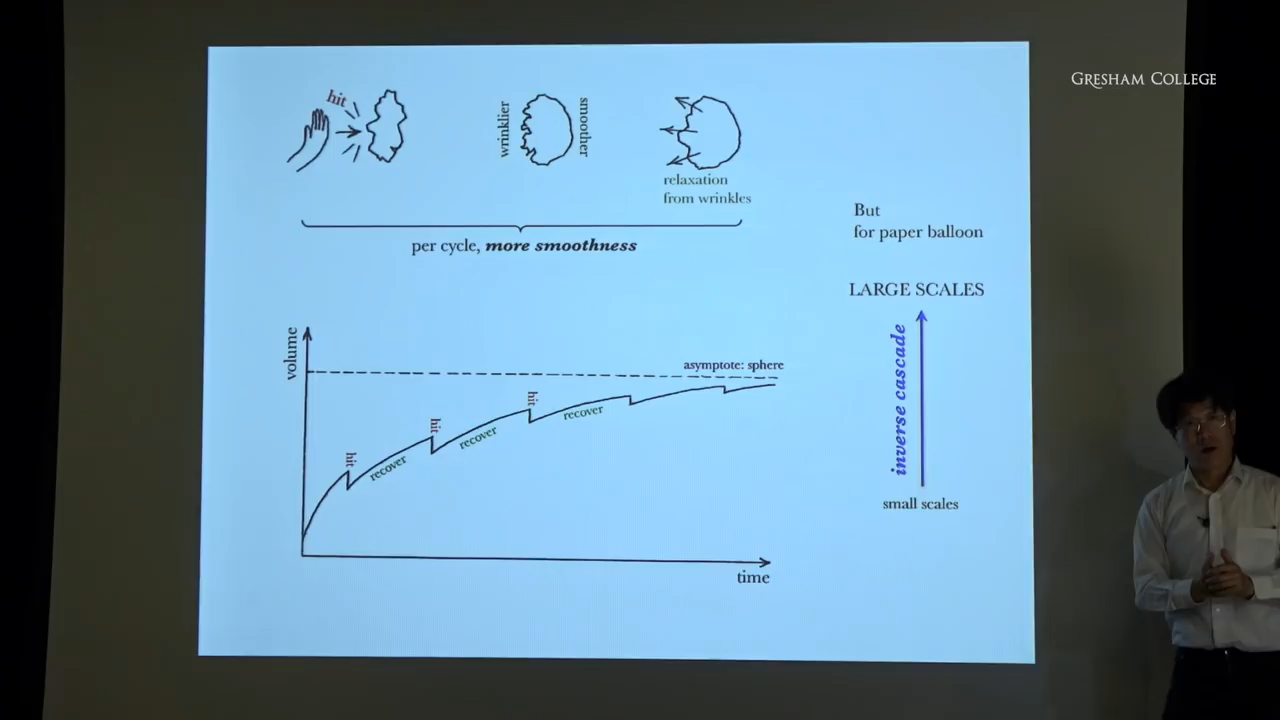 GRESHAM COLLEGE
hit
wrinklier
smoother
relaxation
from wrinkles
per cycle, more smoothness
But
for paper balloon
LARGE SCALES
inverse cascade
small scales
volume
asymptote: sphere
hit
recover
hit
recover
hit
recover
time